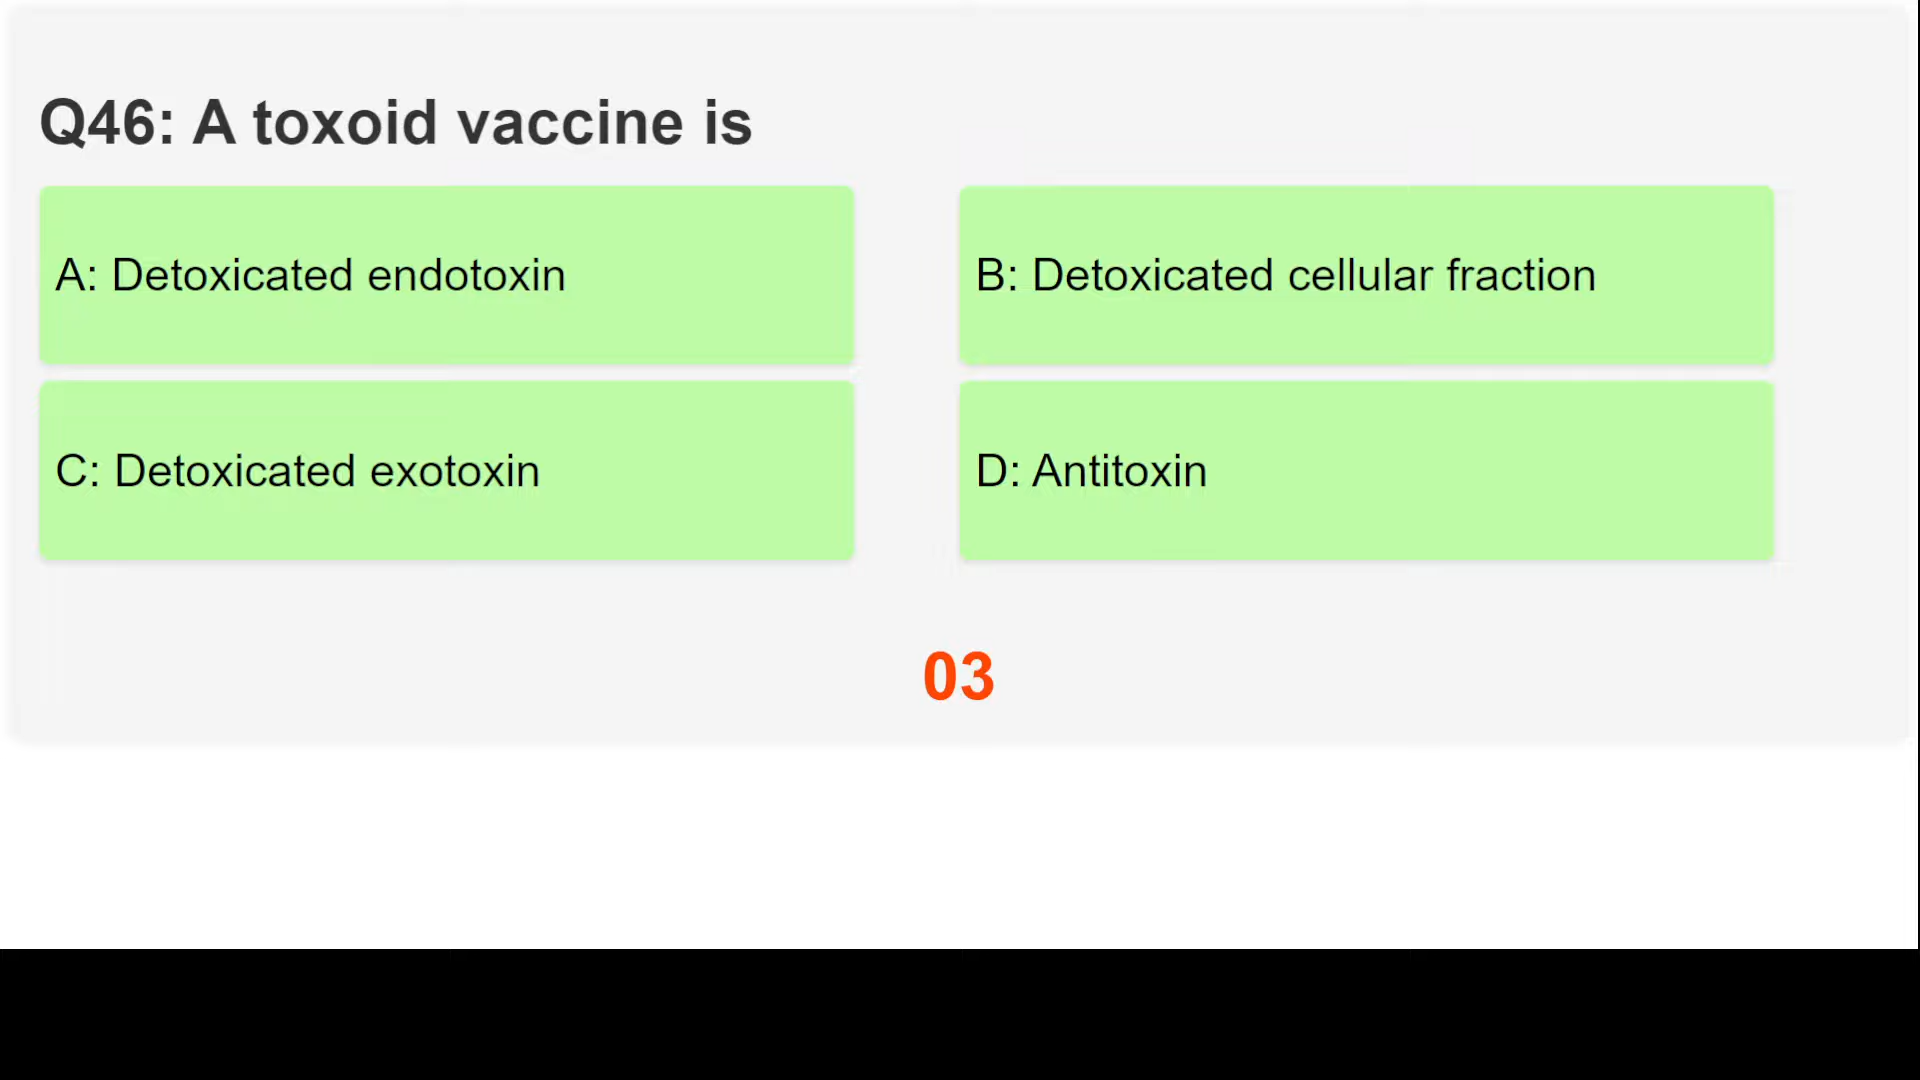 Q46: A toxoid vaccine is
A: Detoxicated endotoxin
B: Detoxicated cellular fraction
C: Detoxicated exotoxin
D: Antitoxin
03